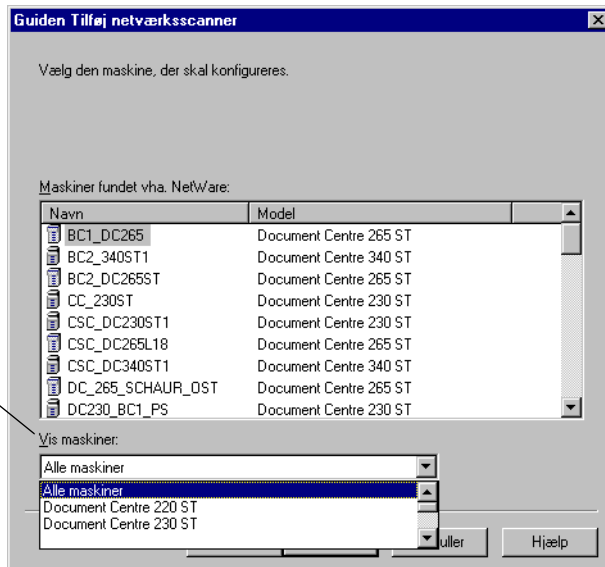 Guiden Tilføj netværksscanner
Vælg den maskine, der skal konfigureres.
Maskiner fundet vha. NetWare:
Navn Model
BC1_DC265 Document Centre 265 ST
BC2_340ST1 Document Centre 340 ST
BC2_DC265ST Document Centre 265 ST
CC_230ST Document Centre 230 ST
CSC_DC230ST1 Document Centre 230 ST
CSC_DC265L18 Document Centre 265 ST
CSC_DC340ST1 Document Centre 340 ST
DC_265_SCHAUR_OST Document Centre 265 ST
DC230_BC1_PS Document Centre 230 ST
Vis maskiner:
Alle maskiner
Alle maskiner
Document Centre 220 ST
Document Centre 230 ST
uller Hjælp